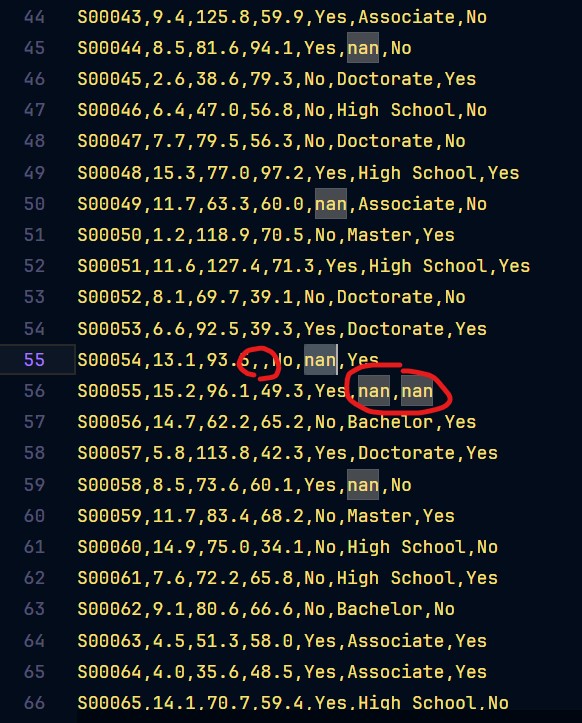 44 S00043,9.4,125.8,59.9,Yes,Associate,No
45 S00044,8.5,81.6,94.1,Yes,nan,No
46 S00045,2.6,38.6,79.3,No,Doctorate,Yes
47 S00046,6.4,47.0,56.8,No,High School,No
48 S00047,7.7,79.5,56.3,No,Doctorate,No
49 S00048,15.3,77.0,97.2,Yes,High School,Yes
50 S00049,11.7,63.3,60.0,nan,Associate,No
51 S00050,1.2,118.9,70.5,No,Master,Yes
52 S00051,11.6,127.4,71.3,Yes,High School,Yes
53 S00052,8.1,69.7,39.1,No,Doctorate,No
54 S00053,6.6,92.5,39.3,Yes,Doctorate,Yes
55 S00054,13.1,93.5,,No,nan,Yes
56 S00055,15.2,96.1,49.3,Yes,nan,nan
57 S00056,14.7,62.2,65.2,No,Bachelor,Yes
58 S00057,5.8,113.8,42.3,Yes,Doctorate,Yes
59 S00058,8.5,73.6,60.1,Yes,nan,No
60 S00059,11.7,83.4,68.2,No,Master,Yes
61 S00060,14.9,75.0,34.1,No,High School,No
62 S00061,7.6,72.2,65.8,No,High School,Yes
63 S00062,9.1,80.6,66.6,No,Bachelor,No
64 S00063,4.5,51.3,58.0,Yes,Associate,Yes
65 S00064,4.0,35.6,48.5,Yes,Associate,Yes
66 S00065,14.1,70.7,59.4,Yes,High School,No